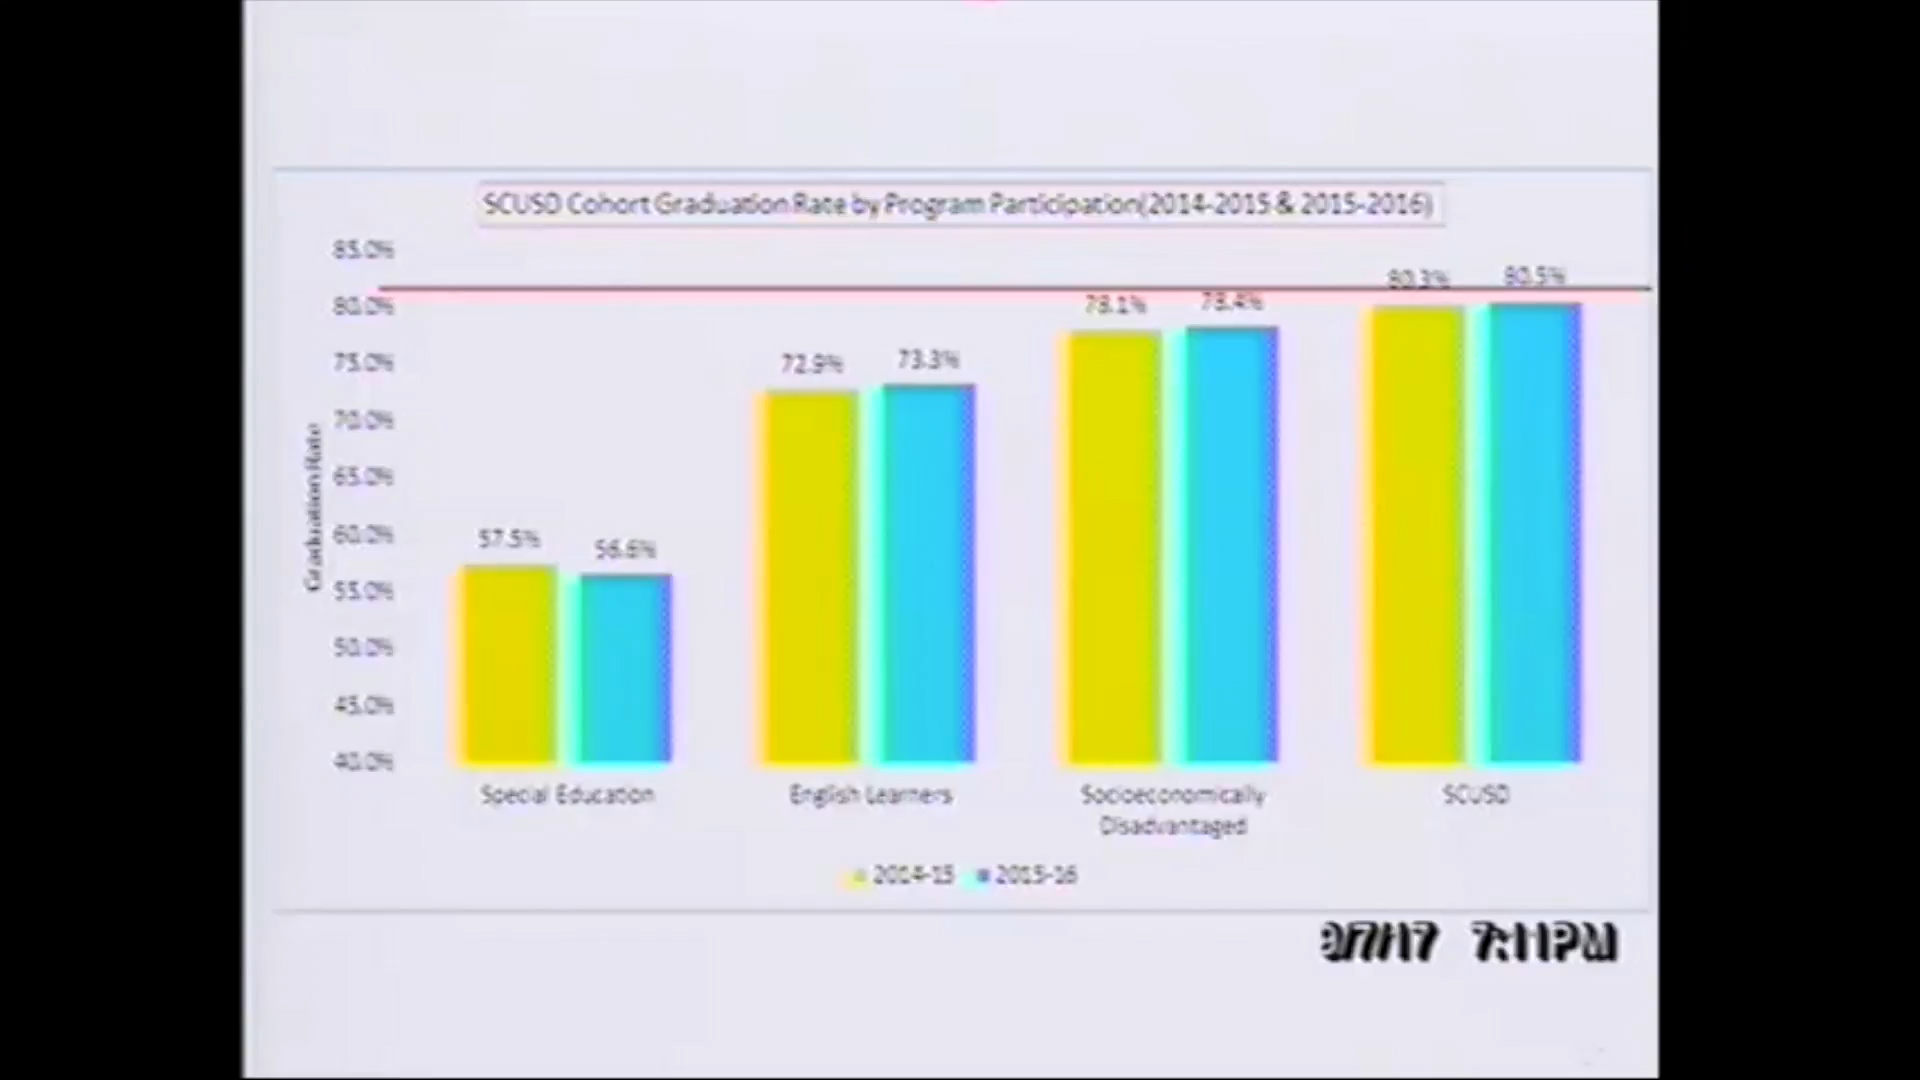 SCUSD Cohort Graduation Rate by Program Participation(2014-2015 & 2015-2016)
85.0%
80.0%
75.0%
70.0%
65.0%
60.0%
55.0%
50.0%
45.0%
40.0%
Graduation Rate
57.5%
56.6%
72.9%
73.3%
78.1%
78.4%
80.3%
80.5%
Special Education
English Learners
Socioeconomically
Disadvantaged
SCUSD
2014-15
2015-16
7:11PM